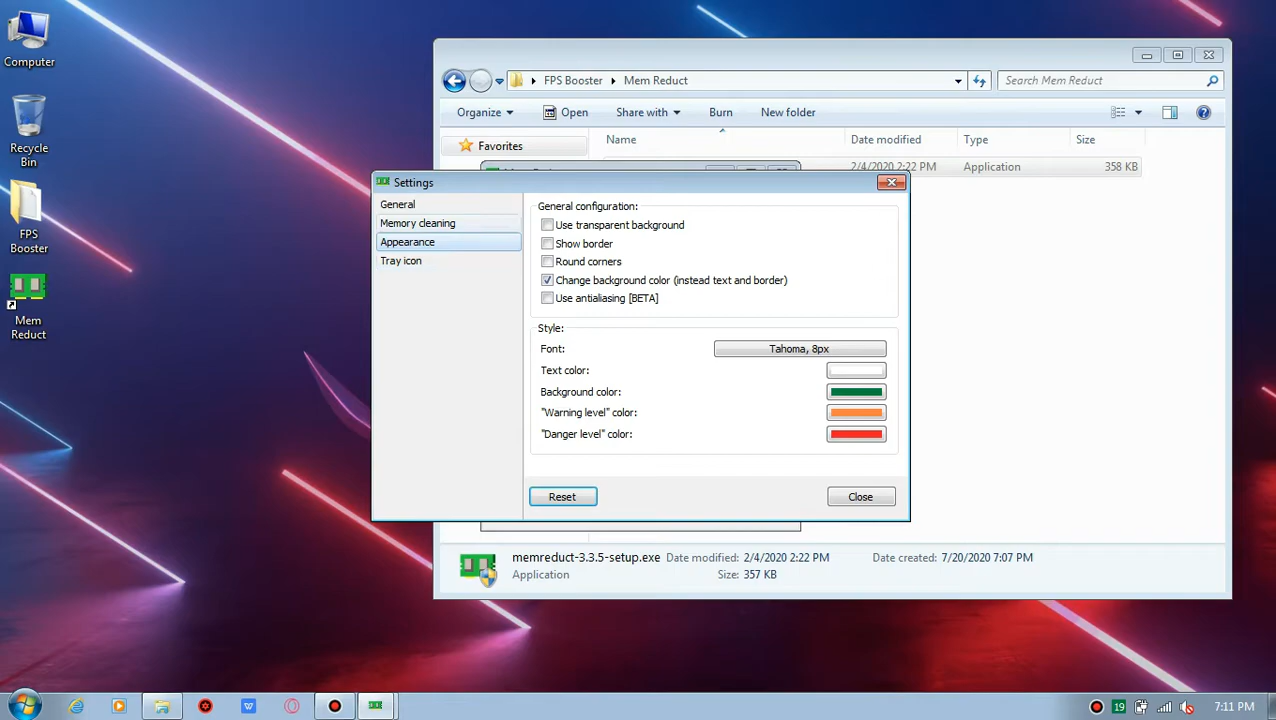 Computer
Recycle
Bin
FPS
Booster
Mem
Reduct
FPS Booster
Mem Reduct
Search Mem Reduct
Organize
Open
Share with
Burn
New folder
Favorites
Name
Date modified
Type
Size
2/4/2020 2:22 PM
Application
358 KB
Settings
General
Memory cleaning
Appearance
Tray icon
General configuration:
Use transparent background
Show border
Round corners
Change background color (instead text and border)
Use antialiasing [BETA]
Style:
Font:
Tahoma, 8px
Text color:
Background color:
"Warning level" color:
"Danger level" color:
Reset
Close
memreduct-3.3.5-setup.exe
Date modified: 2/4/2020 2:22 PM
Date created: 7/20/2020 7:07 PM
Application
Size: 357 KB
W
19
7:11 PM